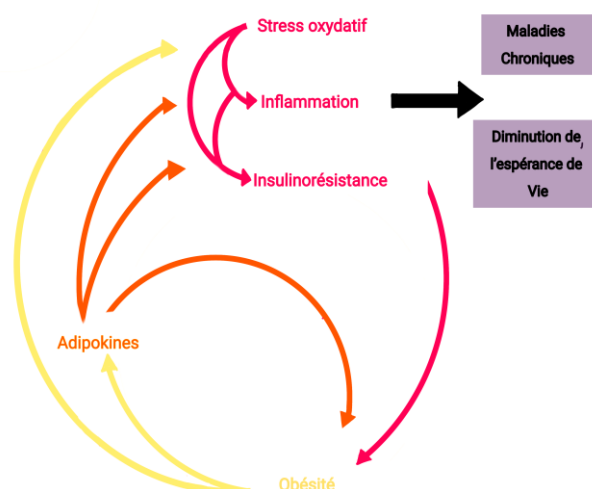 Stress oxydatif
Maladies
Chroniques
Inflammation
Diminution de,
l'espérance de
Vie
Insulinorésistance
Adipokines
Obésité